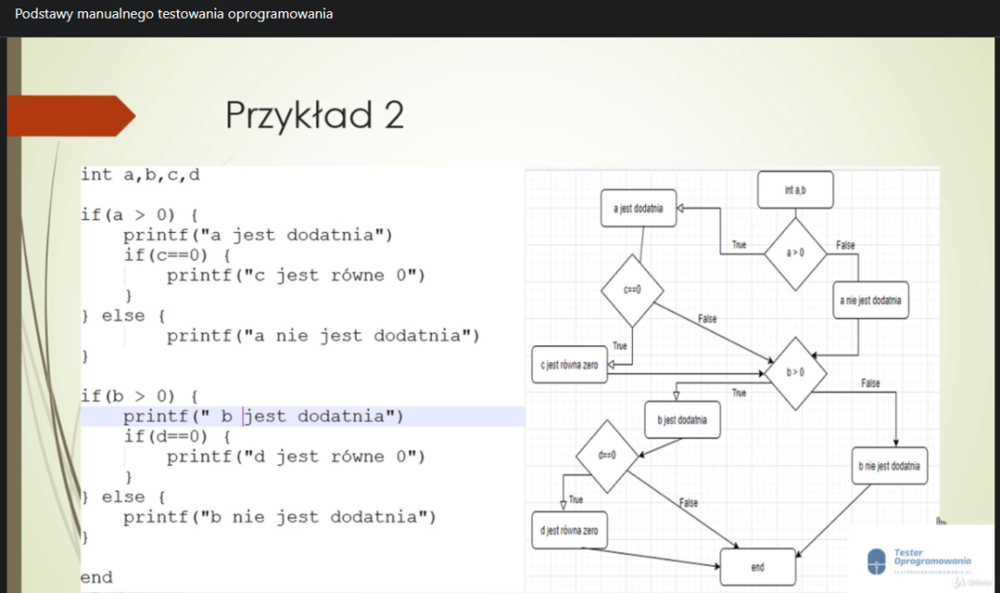 Podstawy manualnego testowania oprogramowania
Przykład 2
int a,b,c,d
if(a > 0) {
printf("a jest dodatnia")
if(c==0) {
printf("c jest równe 0")
}
} else {
printf("a nie jest dodatnia")
}
if(b > 0) {
printf(" b jest dodatnia")
if(d==0) {
printf("d jest równe 0")
}
} else {
printf("b nie jest dodatnia")
}
end
int a,b
a jest dodatnia
True
a > 0
False
c==0
a nie jest dodatnia
False
True
c jest równa zero
b > 0
True
False
b jest dodatnia
d==0
b nie jest dodatnia
True
False
d jest równa zero
end
Tester
Oprogramowania
TESTEROPROGRAMOWANIA.PL
Udemy